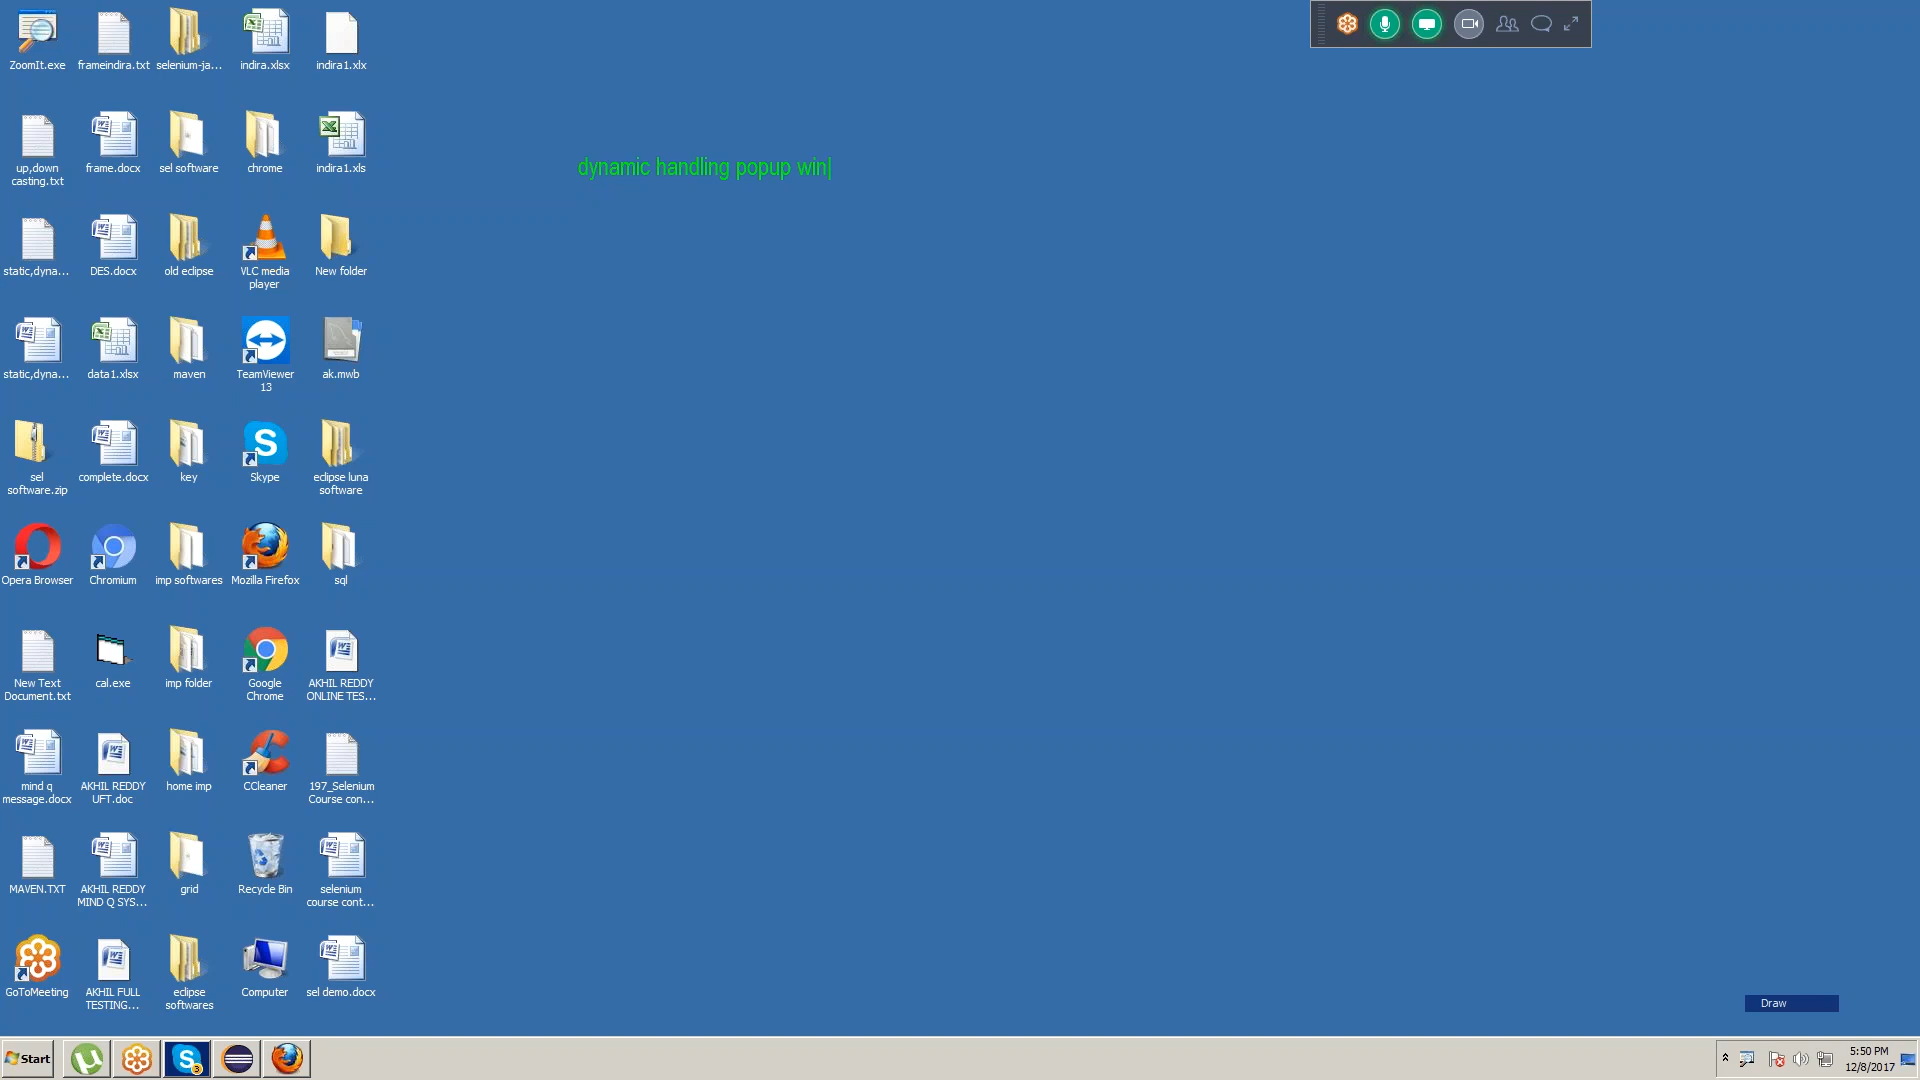 ZoomIt.exe
frameindira.txt
selenium-ja...
indira.xlsx
indira1.xlx
up,down
casting.txt
frame.docx
sel software
chrome
indira1.xls
dynamic handling popup win
static,dyna...
DES.docx
old eclipse
VLC media
player
New folder
static,dyna...
data1.xlsx
maven
TeamViewer
13
ak.mwb
sel
software.zip
complete.docx
key
Skype
eclipse luna
software
Opera Browser
Chromium
imp softwares
Mozilla Firefox
sql
New Text
Document.txt
cal.exe
imp folder
Google
Chrome
AKHIL REDDY
ONLINE TES...
mind q
message.docx
AKHIL REDDY
UFT.doc
home imp
CCleaner
197_Selenium
Course con...
MAVEN.TXT
AKHIL REDDY
MIND Q SYS...
grid
Recycle Bin
selenium
course cont...
GoToMeeting
AKHIL FULL
TESTING...
eclipse
softwares
Computer
sel demo.docx
Draw
Start
3
5:50 PM
12/8/2017